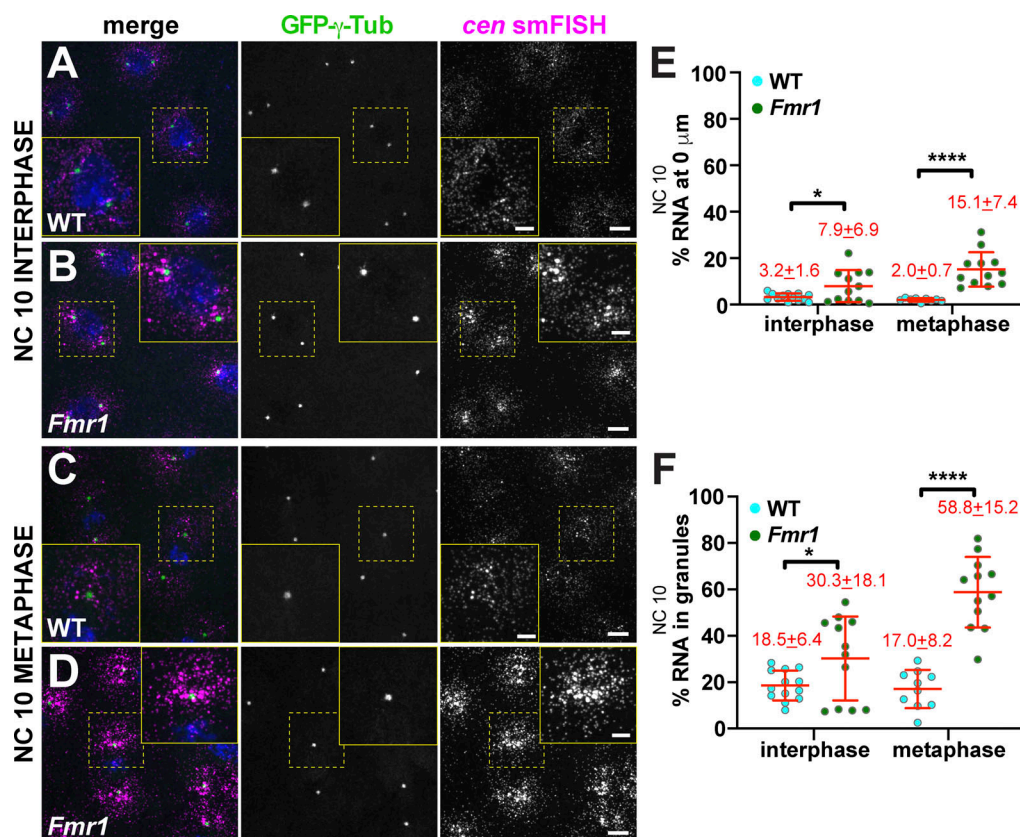 merge
GFP-γ-Tub
cen smFISH
NC 10 INTERPHASE
A
WT
B
Fmr1
NC 10 METAPHASE
C
WT
D
Fmr1
E
NC 10
% RNA at 0 μm
100
80
60
40
20
0
WT
Fmr1
*
****
3.2±1.6
7.9±6.9
2.0±0.7
15.1±7.4
interphase
metaphase
F
NC 10
% RNA in granules
100
80
60
40
20
0
WT
Fmr1
*
****
18.5±6.4
30.3±18.1
17.0±8.2
58.8±15.2
interphase
metaphase